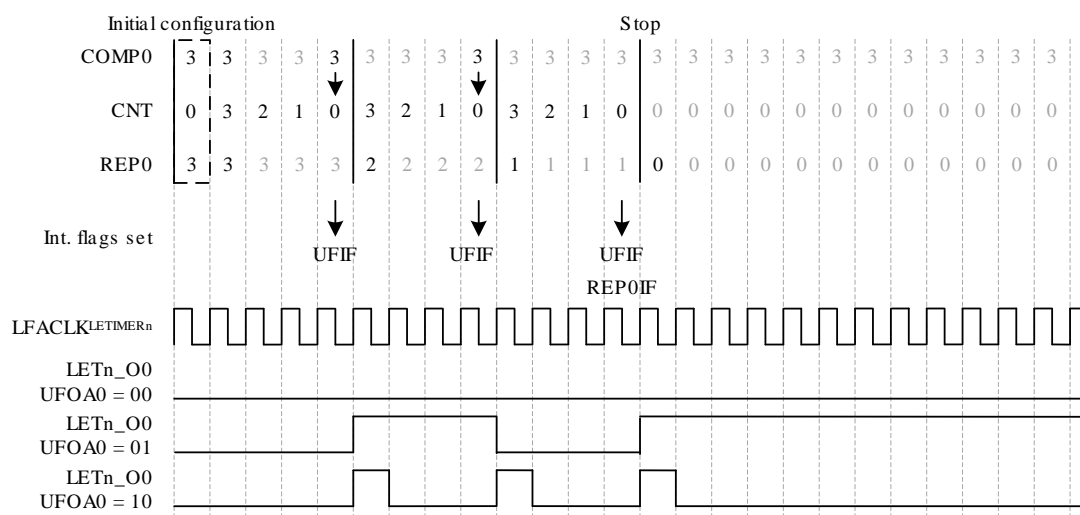 Initial configuration Stop
COMP0 3 3 3 3 3 3 3 3 3 3 3 3 3 3 3 3 3 3 3 3 3 3 3 3 3
CNT 0 3 2 1 0 3 2 1 0 3 2 1 0 0 0 0 0 0 0 0 0 0 0 0 0
REP0 3 3 3 3 3 2 2 2 2 1 1 1 1 0 0 0 0 0 0 0 0 0 0 0 0
Int. flags set
UFIF UFIF UFIF
REP0IF
LFACLKLETIMERn
LETn_O0
UFOA0 = 00
LETn_O0
UFOA0 = 01
LETn_O0
UFOA0 = 10